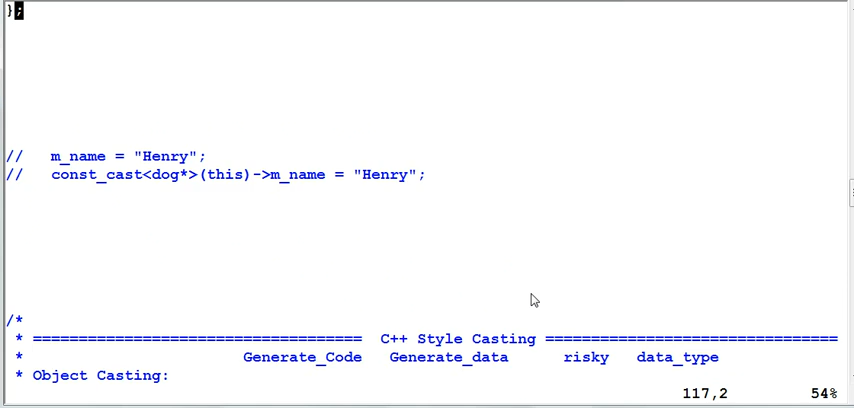 };
//   m_name = "Henry";
//   const_cast<dog*>(this)->m_name = "Henry";
/*
 * ==================================== C++ Style Casting ================================
 *                        Generate_Code   Generate_data      risky   data_type
 * Object Casting:
117,2         54%